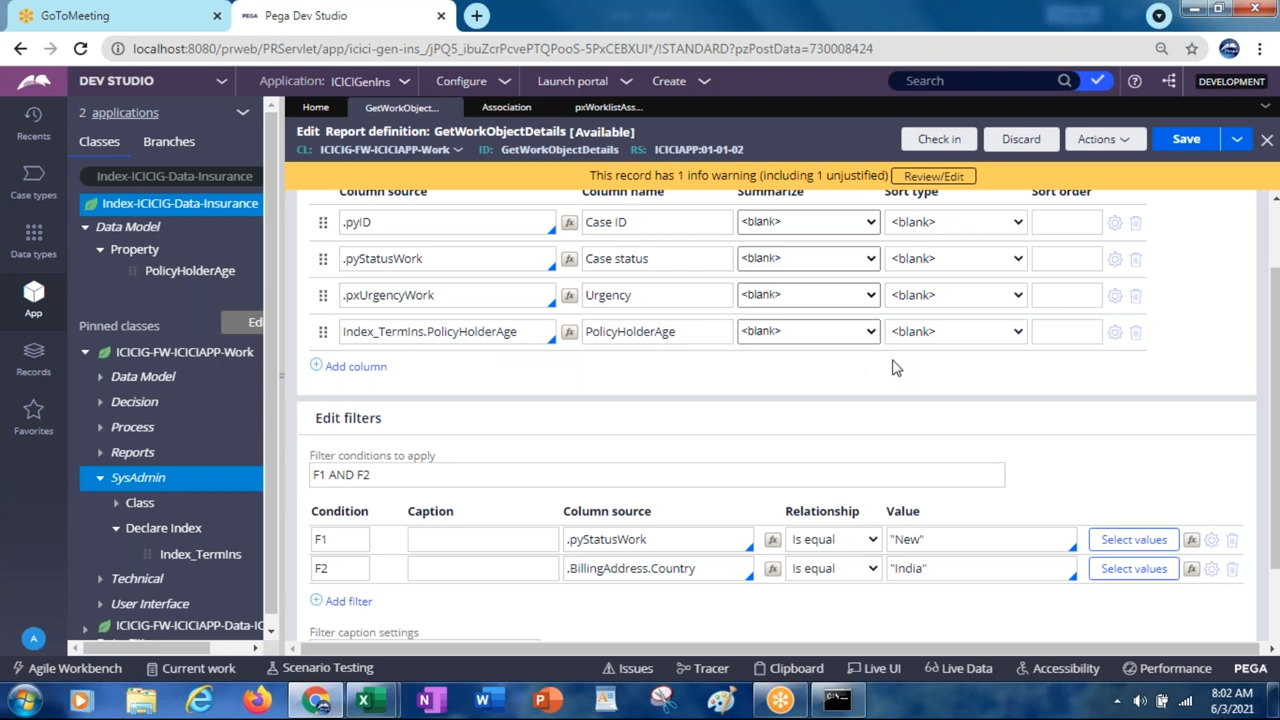 GoToMeeting
PEGA Pega Dev Studio
localhost:8080/prweb/PRServlet/app/icici-gen-ins_/jPQ5_ibuZcrPcvePTQPooS-5PxCEBXUI*/!STANDARD?pzPostData=730008424
DEV STUDIO Application: ICICIGenIns Configure Launch portal Create Search DEVELOPMENT
2 applications Home GetWorkObject... Association pxWorklistAss...
Recents Classes Branches Edit Report definition: GetWorkObjectDetails [Available] Check in Discard Actions Save
CL: ICICIG-FW-ICICIAPP-Work ID: GetWorkObjectDetails RS: ICICIAPP:01-01-02
Index-ICICIG-Data-Insurance This record has 1 info warning (including 1 unjustified) Review/Edit
Case types Index-ICICIG-Data-Insurance Column source Column name Summarize Sort type Sort order
Data Model .pyID fx Case ID <blank> <blank>
Data types Property .pyStatusWork fx Case status <blank> <blank>
PolicyHolderAge
App .pxUrgencyWork fx Urgency <blank> <blank>
Pinned classes Edi Index_TermIns.PolicyHolderAge fx PolicyHolderAge <blank> <blank>
ICICIG-FW-ICICIAPP-Work
Records Data Model Add column
Decision
Favorites Process Edit filters
Reports Filter conditions to apply
SysAdmin F1 AND F2
Class
Condition Caption Column source Relationship Value
Declare Index F1 .pyStatusWork fx Is equal "New" Select values fx
Index_TermIns F2 .BillingAddress.Country fx Is equal "India" Select values fx
Technical
User Interface Add filter
ICICIG-FW-ICICIAPP-Data-IC
A Filter caption settings
Agile Workbench Current work Scenario Testing Issues Tracer Clipboard Live UI Live Data Accessibility Performance PEGA
8:02 AM
6/3/2021